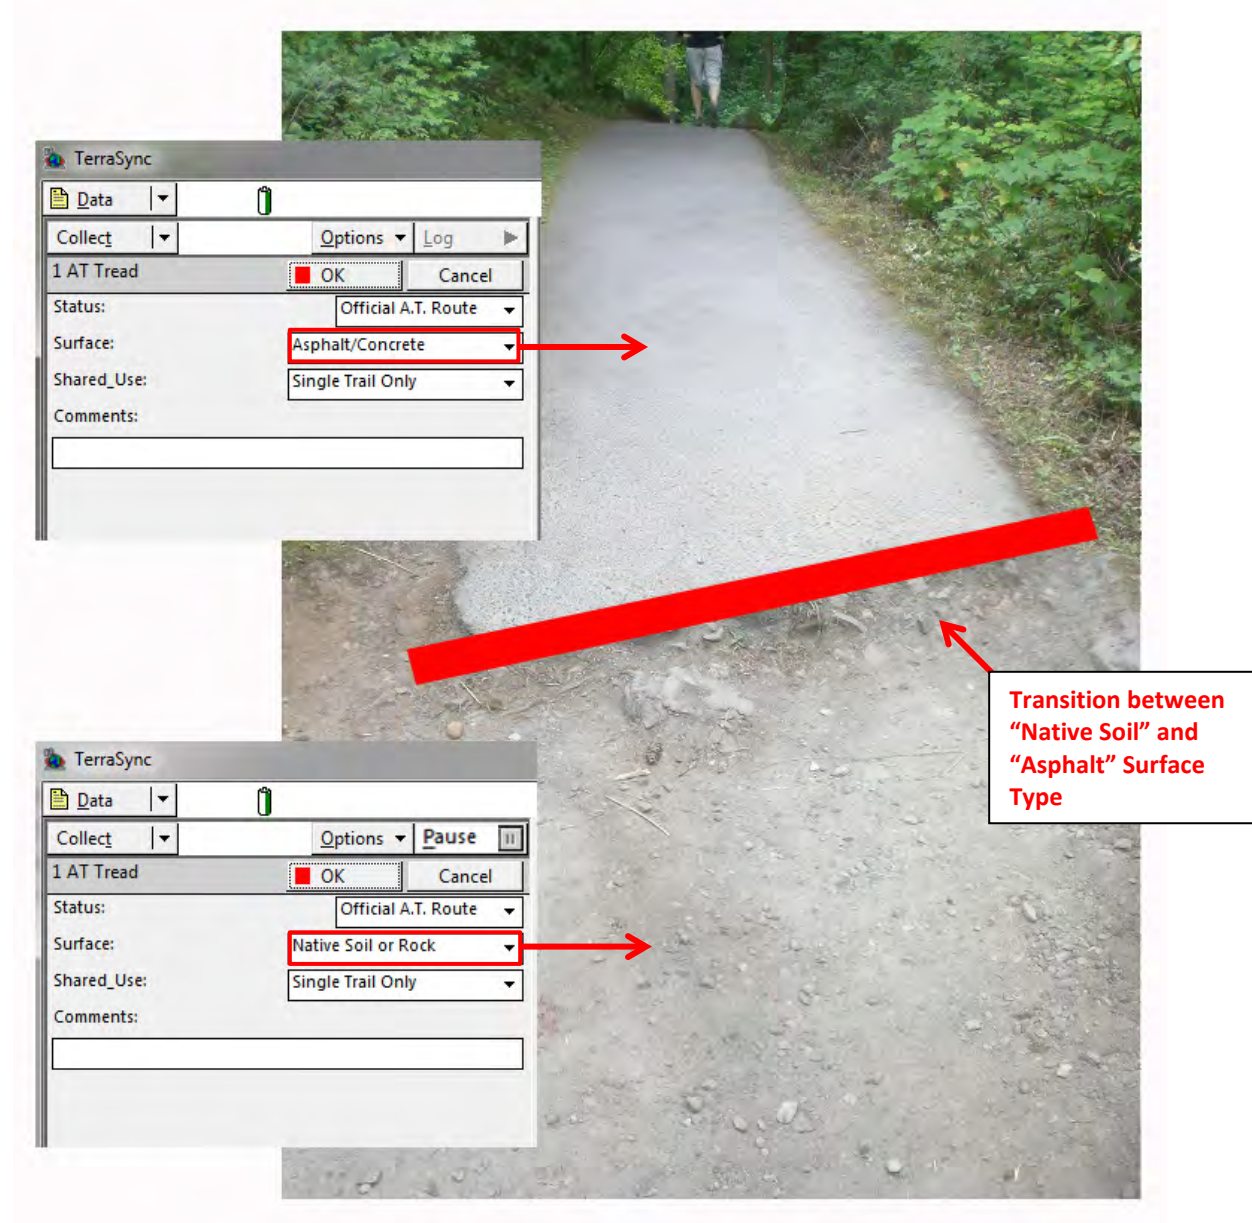 TerraSync
Data
Collect Options Log
1 AT Tread OK Cancel
Status: Official A.T. Route
Surface: Asphalt/Concrete
Shared_Use: Single Trail Only
Comments:
Transition between
“Native Soil” and
“Asphalt” Surface
Type
TerraSync
Data
Collect Options Pause
1 AT Tread OK Cancel
Status: Official A.T. Route
Surface: Native Soil or Rock
Shared_Use: Single Trail Only
Comments: